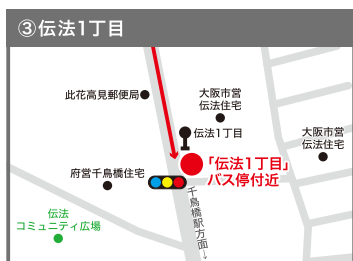 ③伝法1丁目
此花高見郵便局
大阪市営
伝法住宅
伝法1丁目
大阪市営
伝法住宅
「伝法1丁目」
バス停付近
府営千鳥橋住宅
千鳥橋駅方面→
伝法
コミュニティ広場